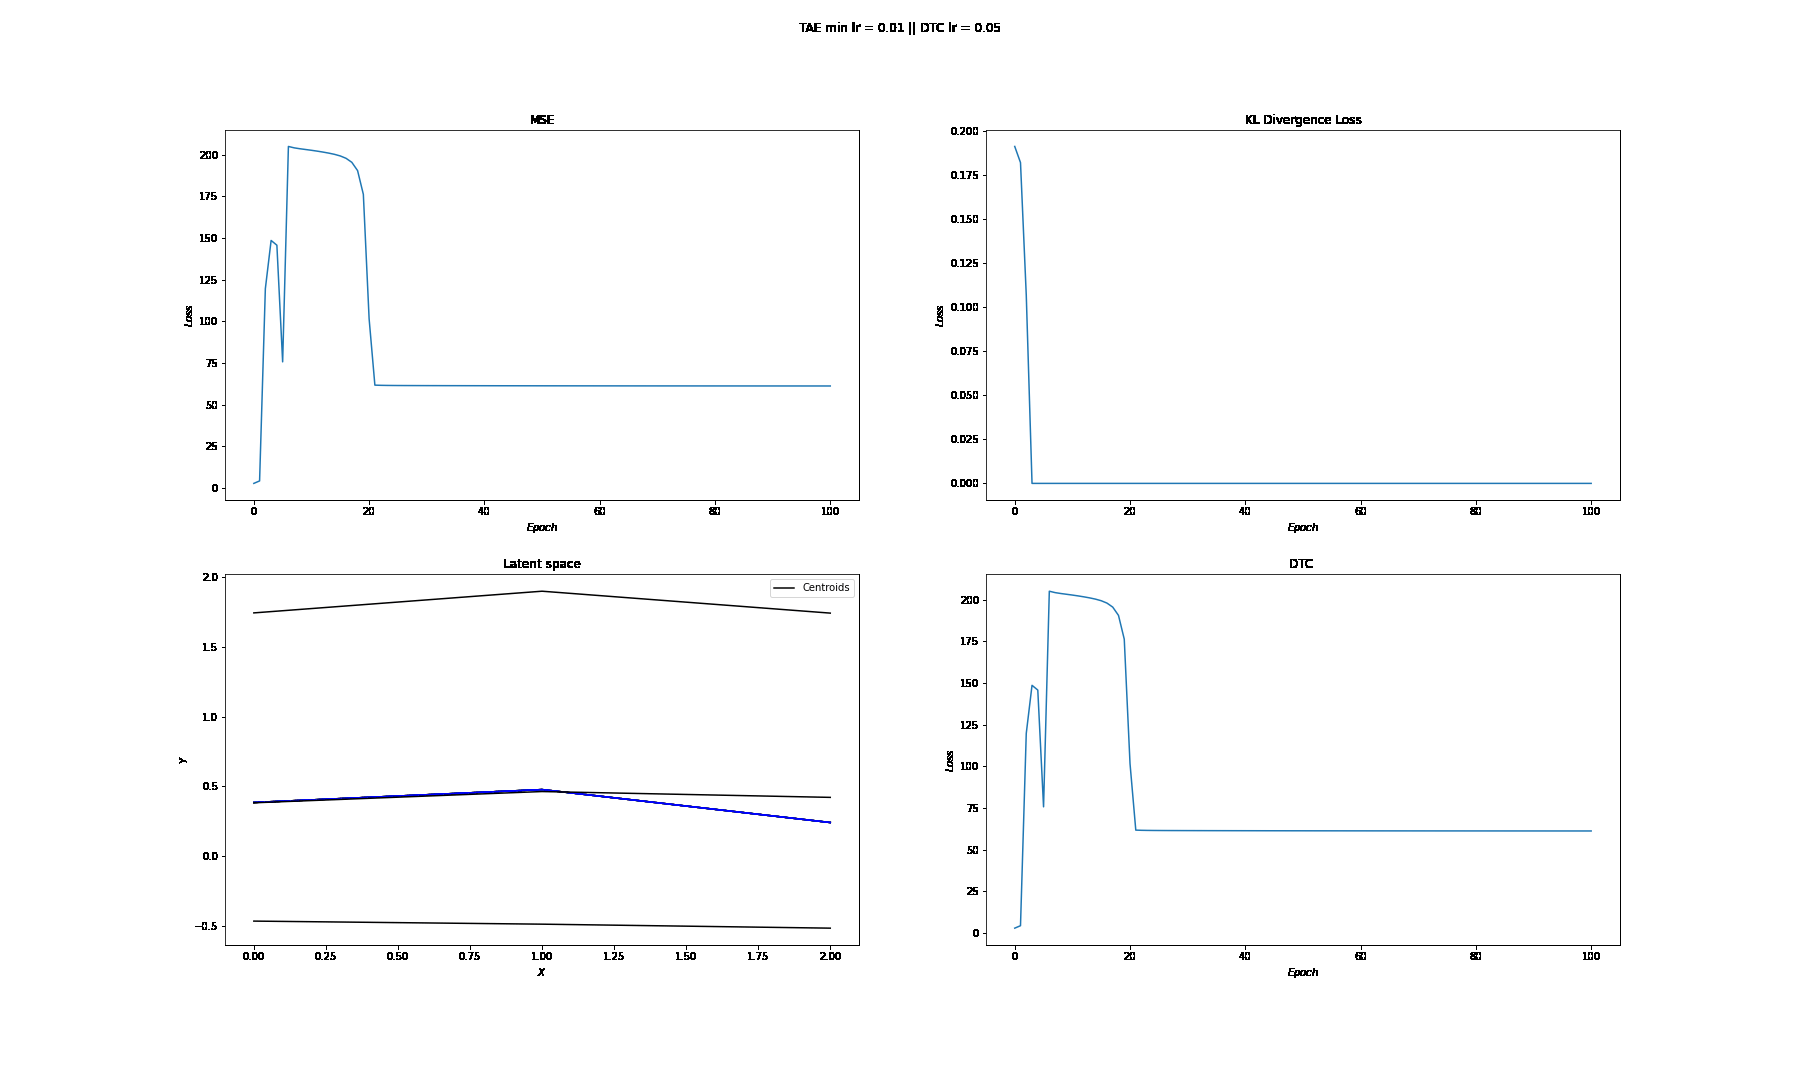 TAE min lr = 0.01 || DTC lr = 0.05
MSE
200
175
150
125
100
75
50
25
0
Loss
0 20 40 60 80 100
Epoch
KL Divergence Loss
0.200
0.175
0.150
0.125
0.100
0.075
0.050
0.025
0.000
Loss
0 20 40 60 80 100
Epoch
Latent space
Centroids
2.0
1.5
1.0
0.5
0.0
−0.5
Y
0.00 0.25 0.50 0.75 1.00 1.25 1.50 1.75 2.00
X
DTC
200
175
150
125
100
75
50
25
0
Loss
0 20 40 60 80 100
Epoch